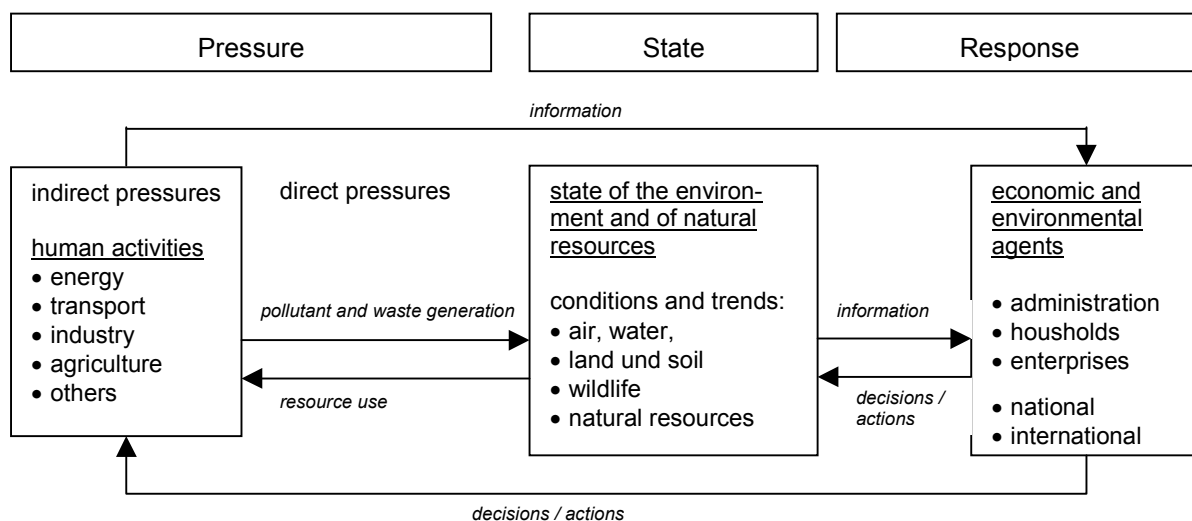 Pressure
State
Response
information
indirect pressures
human activities
• energy
• transport
• industry
• agriculture
• others
direct pressures
pollutant and waste generation
resource use
state of the environ-
ment and of natural
resources
conditions and trends:
• air, water,
• land und soil
• wildlife
• natural resources
information
decisions /
actions
economic and
environmental
agents
• administration
• housholds
• enterprises
• national
• international
decisions / actions